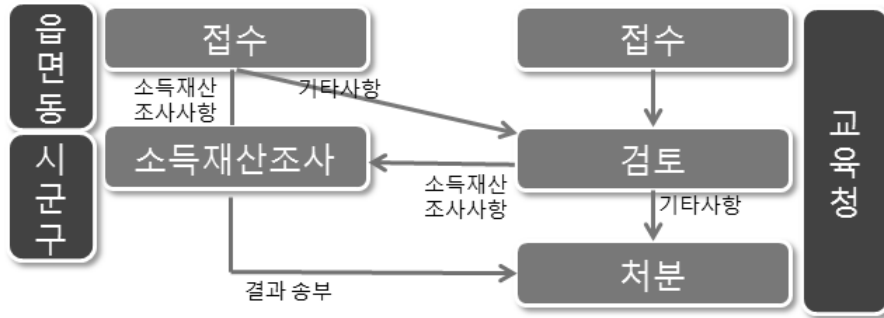 읍면동
접수
접수
소득재산
조사사항
기타사항
시군구
소득재산조사
검토
교육청
소득재산
조사사항
기타사항
처분
결과 송부